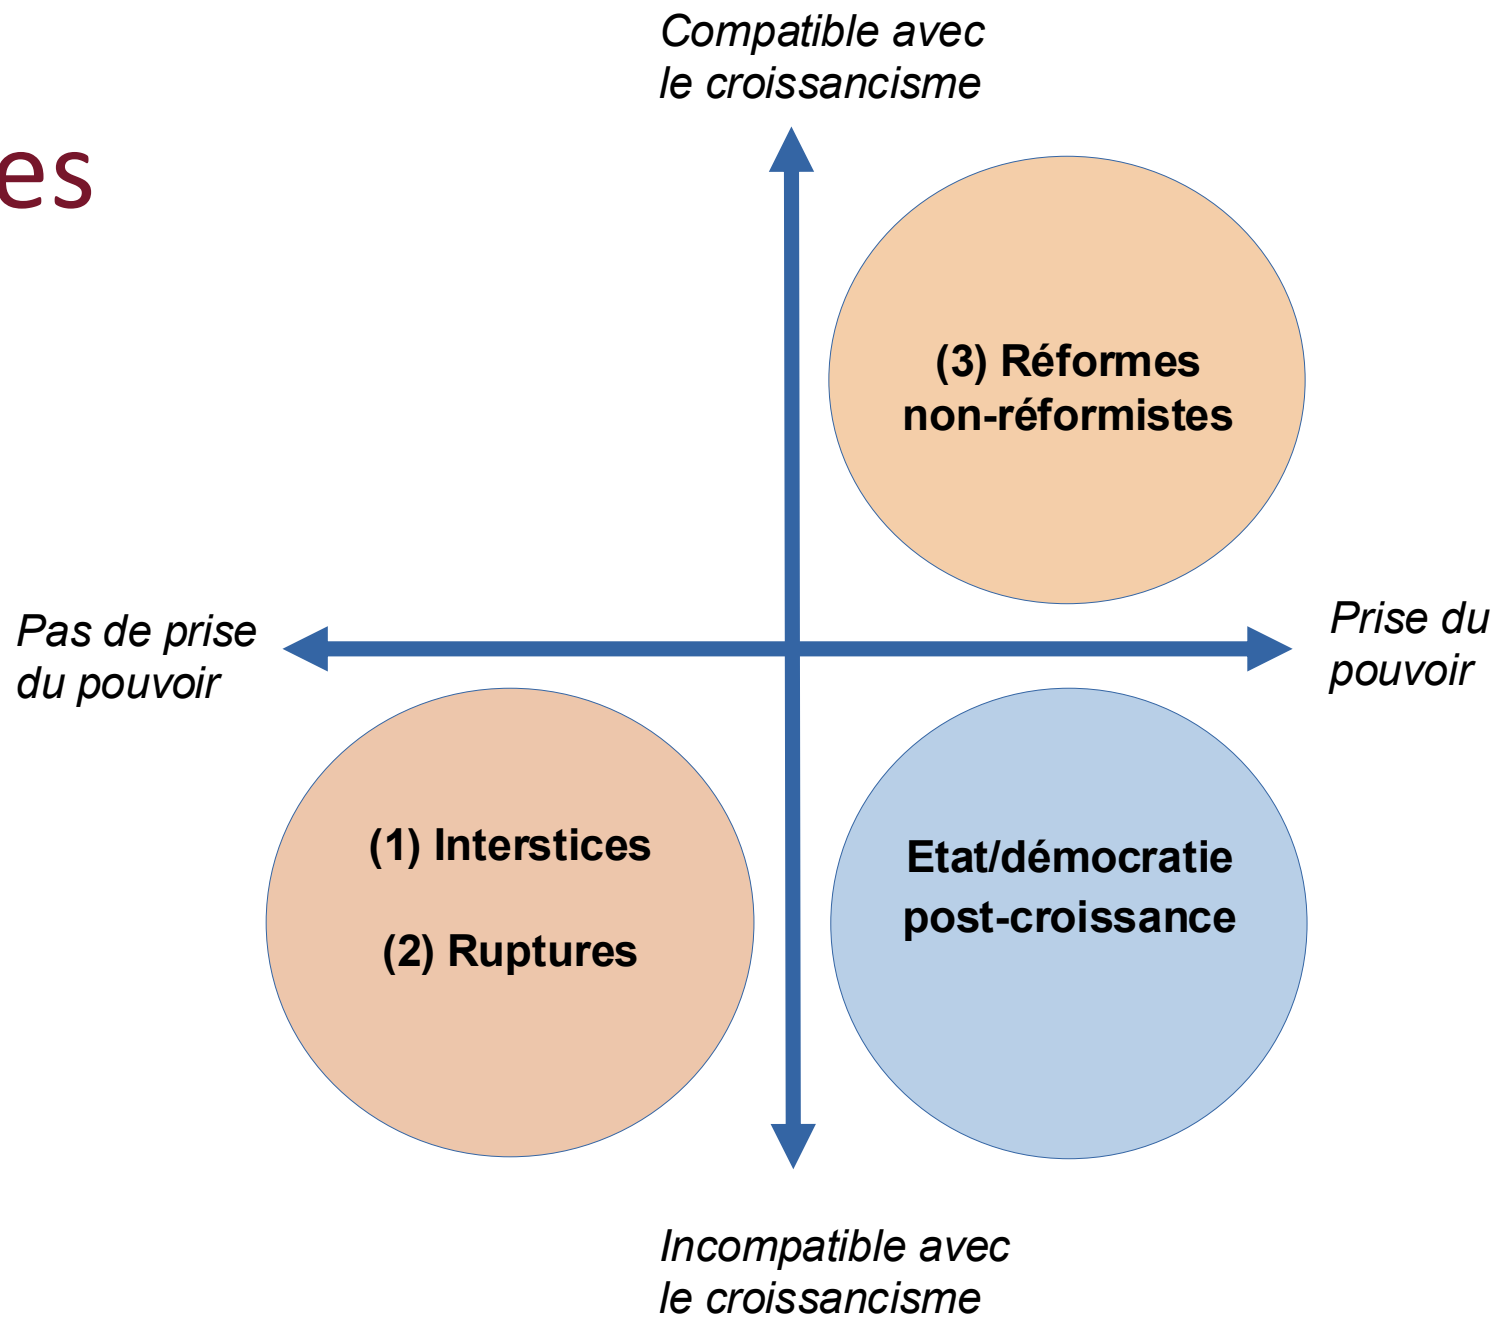 Compatible avec
le croissancisme
es
(3) Réformes
non-réformistes
Pas de prise
du pouvoir
Prise du
pouvoir
(1) Interstices
(2) Ruptures
Etat/démocratie
post-croissance
Incompatible avec
le croissancisme